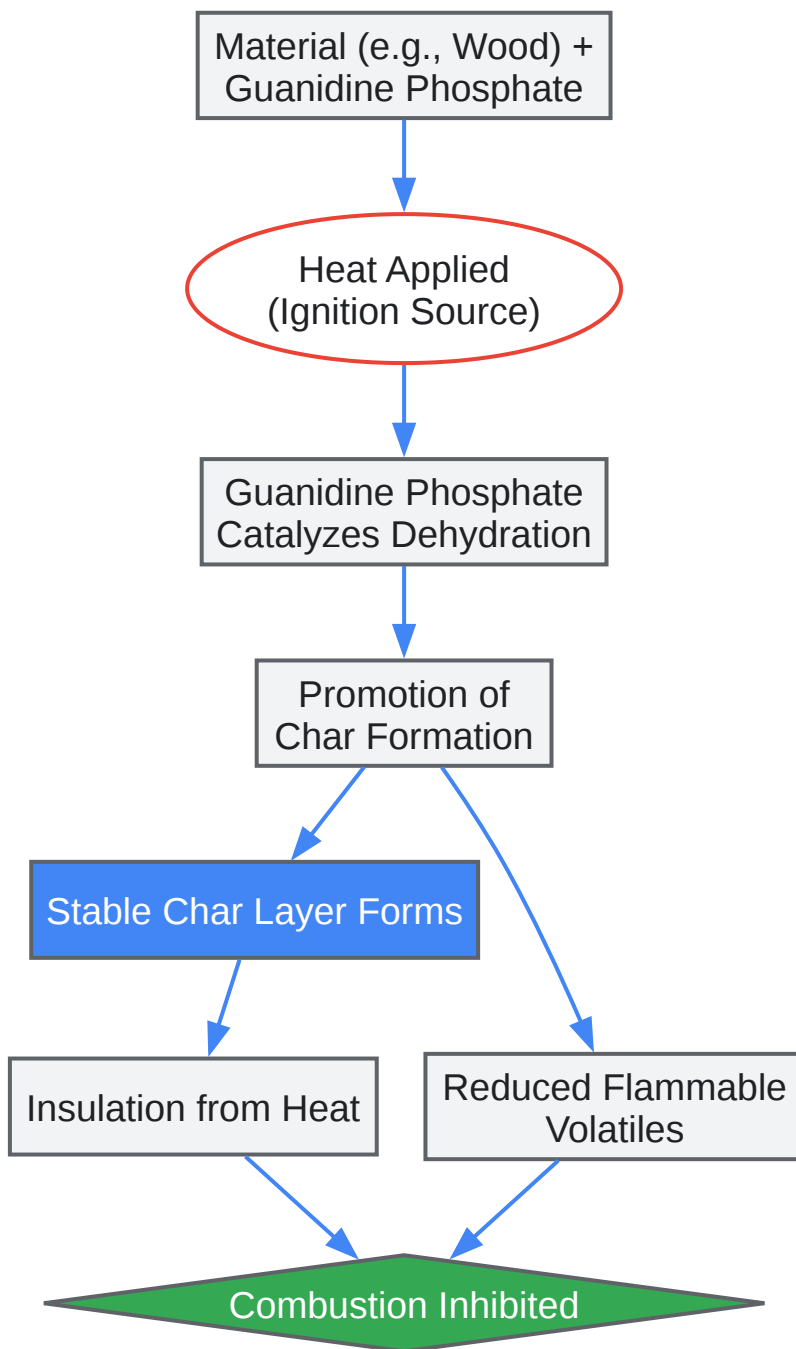 Material (e.g., Wood) +
Guanidine Phosphate
Heat Applied
(Ignition Source)
Guanidine Phosphate
Catalyzes Dehydration
Promotion of
Char Formation
Stable Char Layer Forms
Insulation from Heat
Reduced Flammable
Volatiles
Combustion Inhibited